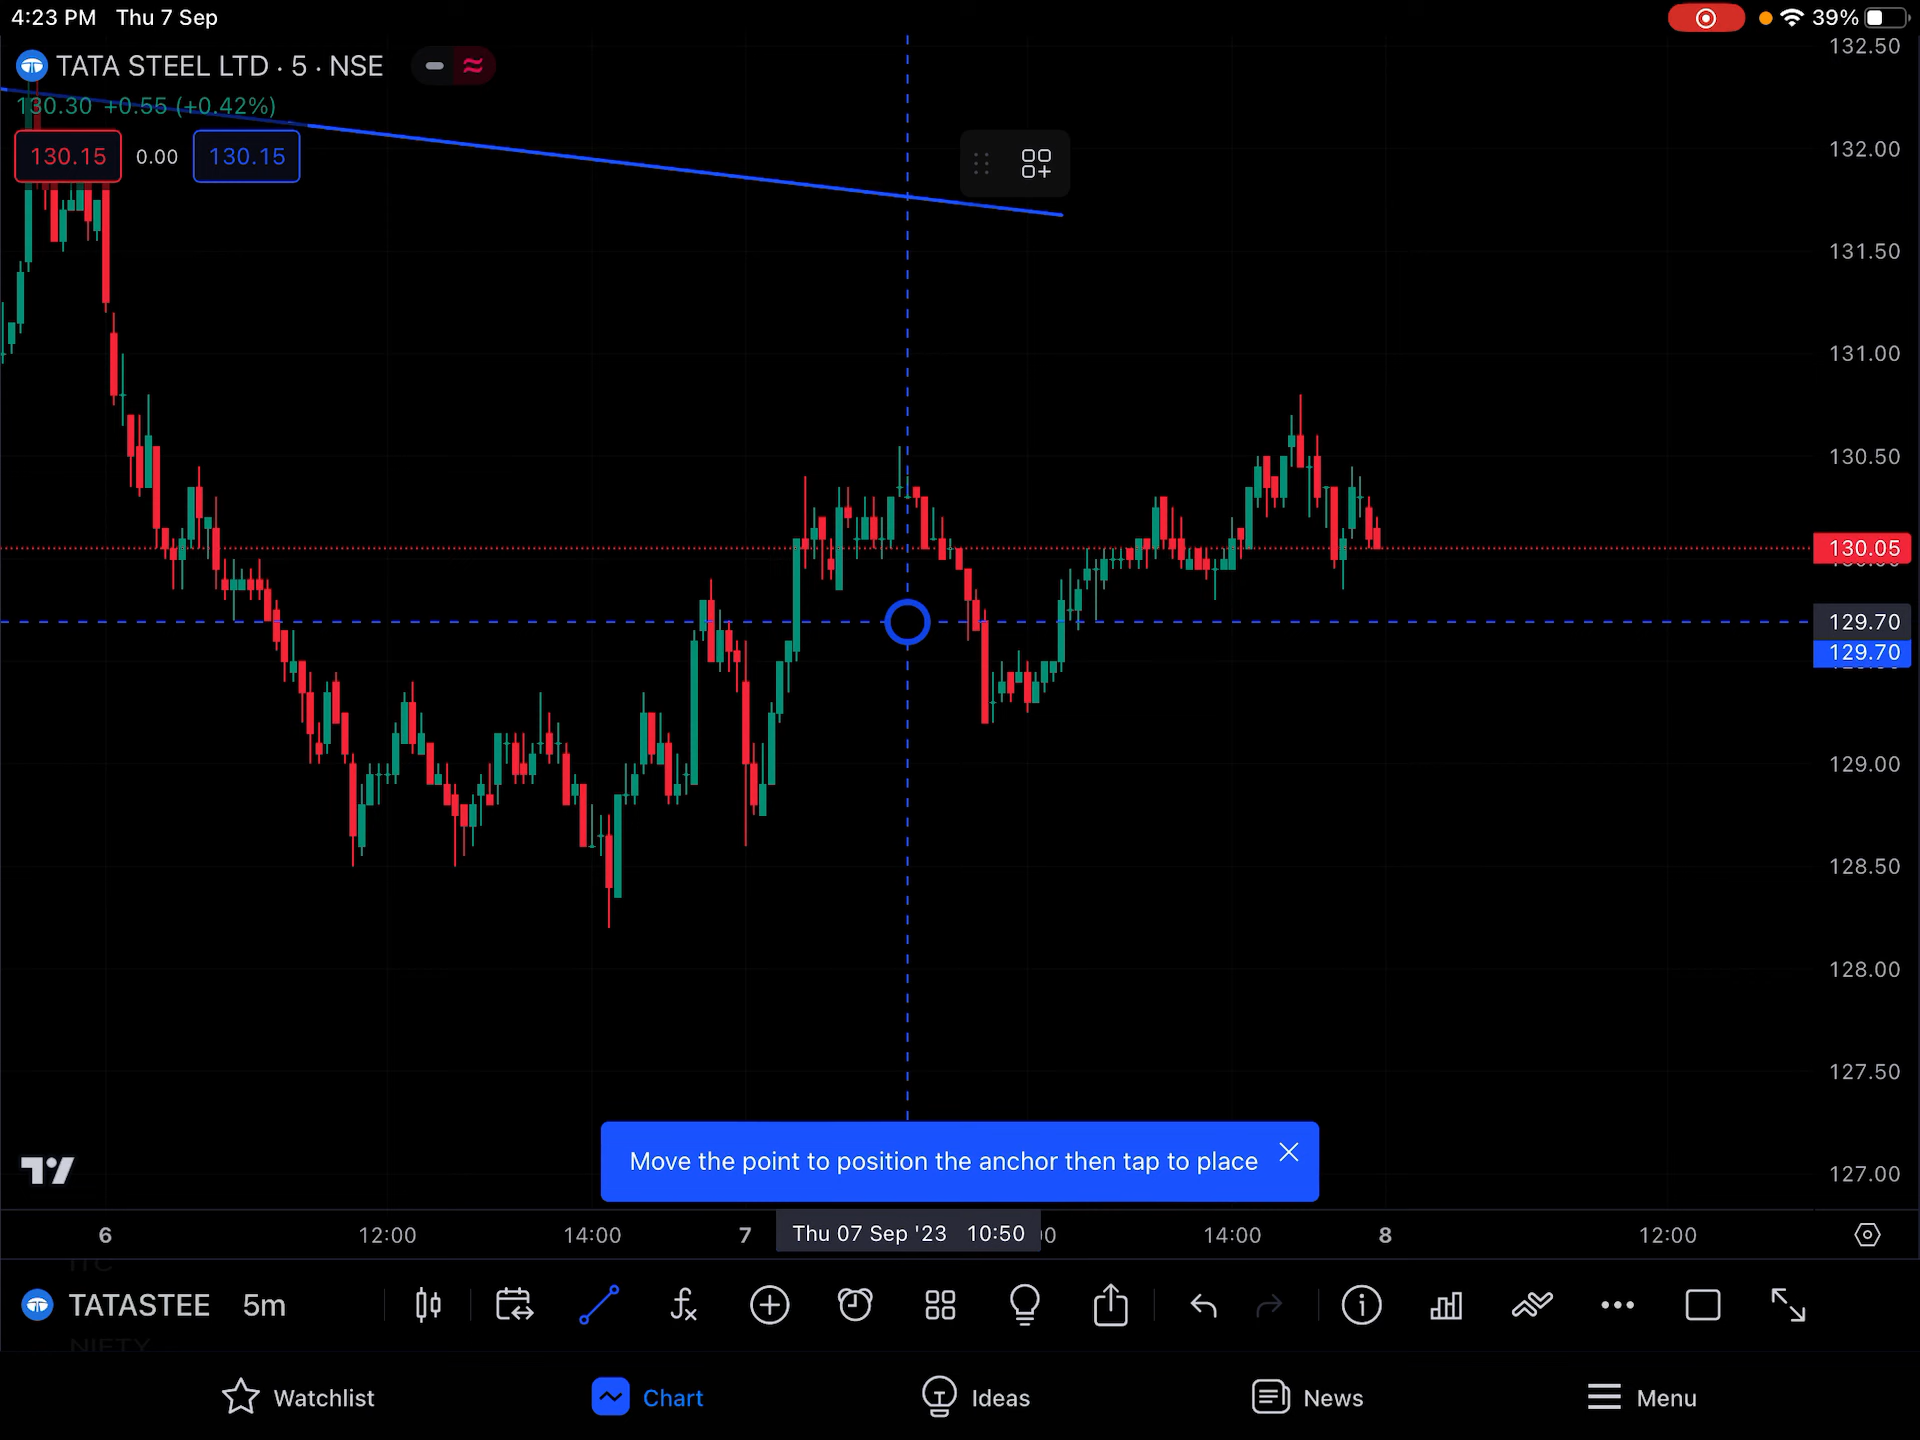 4:23 PM Thu 7 Sep
39%
TATA STEEL LTD · 5 · NSE
130.30 +0.55 (+0.42%)
130.15 0.00 130.15
132.50
132.00
131.50
131.00
130.50
130.05
129.70
129.70
129.00
128.50
128.00
127.50
127.00
Move the point to position the anchor then tap to place
6 12:00 14:00 7 Thu 07 Sep '23 10:50 14:00 8 12:00
ITC
TATASTEE 5m
NIFTY
Watchlist Chart Ideas News Menu